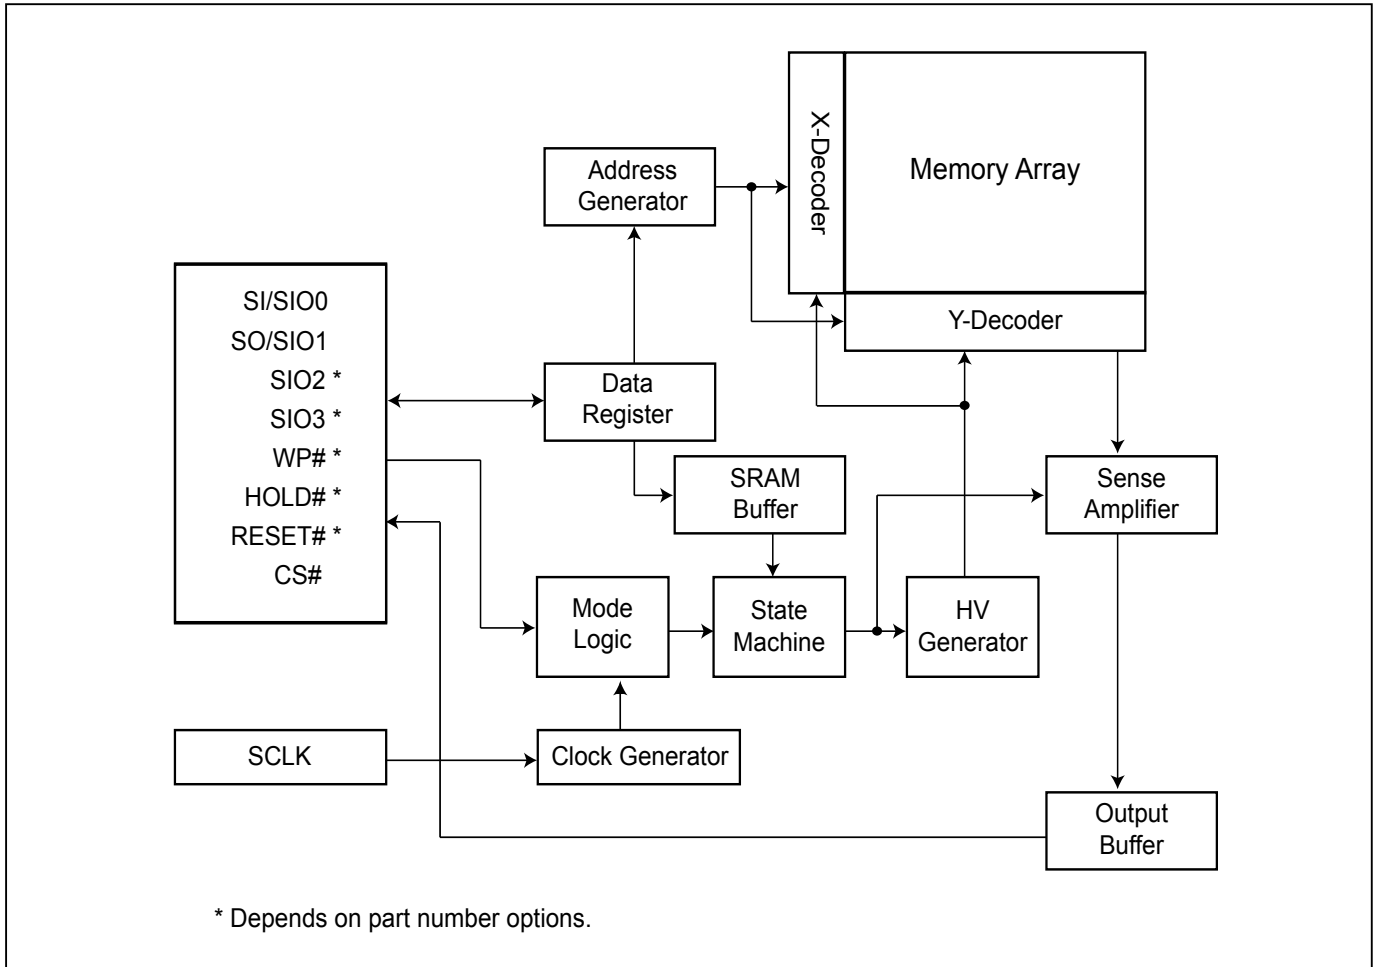 X-Decoder
Memory Array
Address
Generator
SI/SIO0
SO/SIO1
SIO2 *
SIO3 *
WP# *
HOLD# *
RESET# *
CS#
Y-Decoder
Data
Register
SRAM
Buffer
Sense
Amplifier
Mode
Logic
State
Machine
HV
Generator
SCLK
Clock Generator
Output
Buffer
* Depends on part number options.